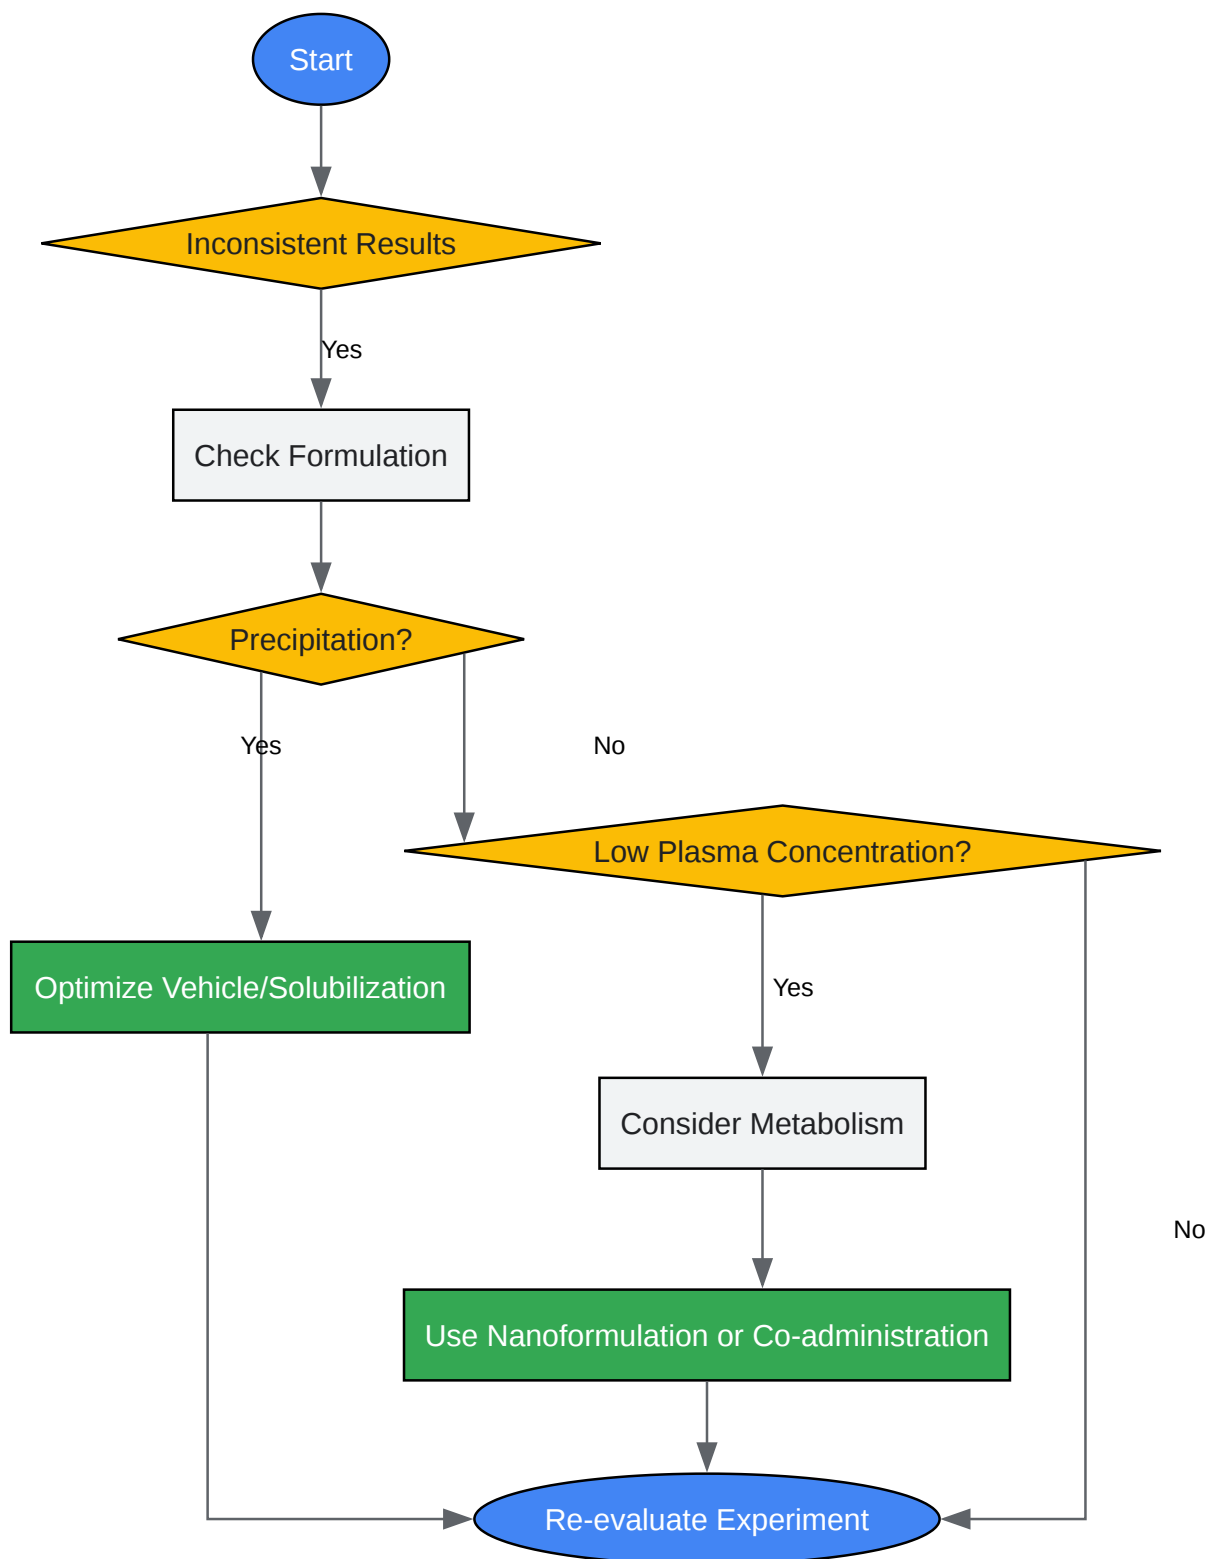 Start
Inconsistent Results
Yes
Check Formulation
Precipitation?
Yes
No
Low Plasma Concentration?
Optimize Vehicle/Solubilization
Yes
Consider Metabolism
No
Use Nanoformulation or Co-administration
Re-evaluate Experiment